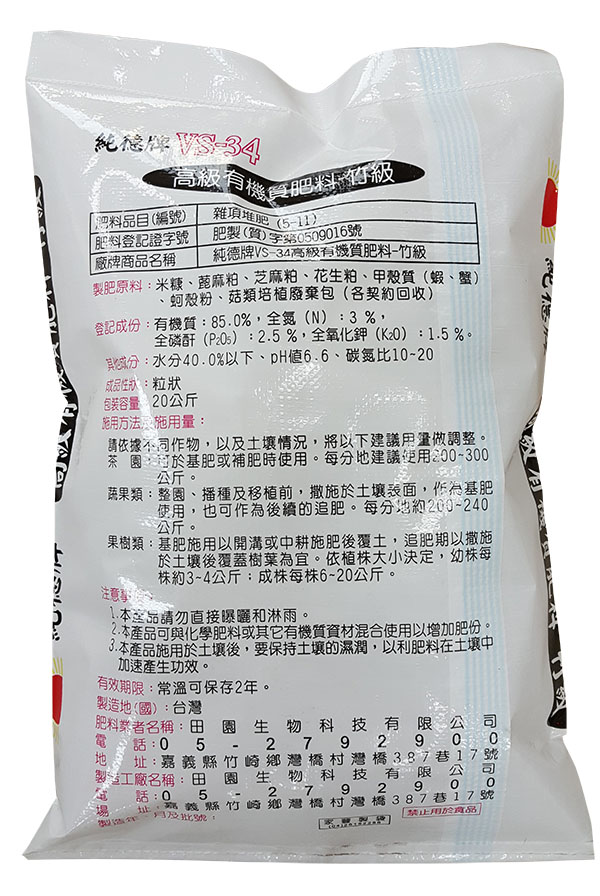 純德牌 VS-34
高級有機質肥料-竹級
肥料品目(編號) 雜項堆肥 (5-11)
肥料登記證字號 肥製(質)字第0509016號
廠牌商品名稱 純德牌VS-34高級有機質肥料-竹級
製肥原料：米糠、蓖麻粕、芝麻粕、花生粕、甲殼質(蝦、蟹)
、蚵殼粉、菇類培植廢棄包(各契約回收)
登記成份：有機質：85.0%，全氮(N)：3%，
全磷酐(P₂O₅)：2.5%，全氧化鉀(K₂O)：1.5%。
其他成分：水分40.0%以下、pH值6.6、碳氮比10~20
成品性狀：粒狀
包裝容量：20公斤
施用方法及施用量：
請依據不同作物，以及土壤情況，將以下建議用量做調整。
茶 園：可於基肥或補肥時使用。每分地建議使用200-300
公斤。
蔬果類：整園、播種及移植前，撒施於土壤表面，作為基肥
使用，也可作為後續的追肥。每分地約200-240
公斤。
果樹類：基肥施用以開溝或中耕施肥後覆土，追肥期以撒施
於土壤後覆蓋樹葉為宜。依植株大小決定，幼株每
株約3~4公斤；成株每株6~20公斤。
注意事
1.本產品請勿直接曝曬和淋雨。
2.本產品可與化學肥料或其它有機質資材混合使用以增加肥份。
3.本產品施用於土壤後，要保持土壤的濕潤，以利肥料在土壤中
加速產生功效。
有效期限：常溫可保存2年。
製造地(國)：台灣
肥料業者名稱：田園生物科技有限公司
電 話：05-2792900
地 址：嘉義縣竹崎鄉灣橋村灣橋387巷17號
製造工廠名稱：田園生物科技有限公司
電 話：05-2792900
場 址：嘉義縣竹崎鄉灣橋村灣橋387巷17號
製造年 月及批號：
禁止用於食品